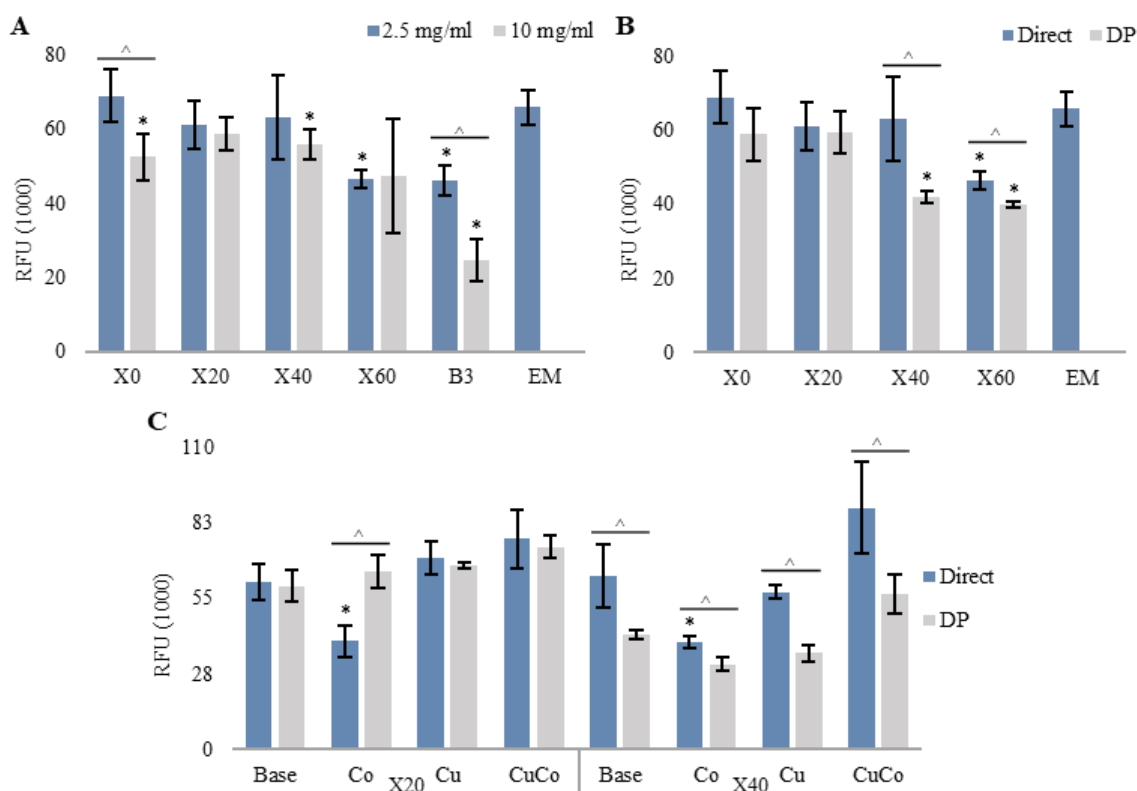 A
2.5 mg/ml 10 mg/ml
80
60
40
20
0
RFU (1000)
^
*
*
*
^
*
*
X0 X20 X40 X60 B3 EM
B
Direct DP
80
60
40
20
0
RFU (1000)
^
*
^
*
*
X0 X20 X40 X60 EM
C
110
83
55
28
0
RFU (1000)
^
*
^
^
*
^
^
Direct
DP
Base Co Cu CuCo Base Co Cu CuCo
X20 X40